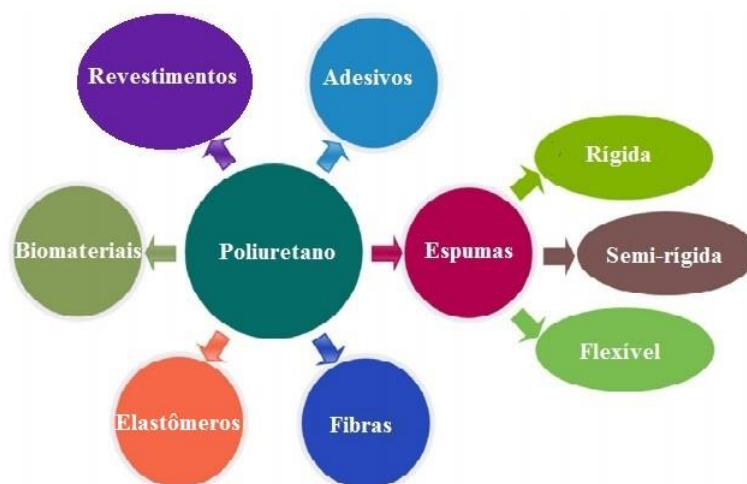 Revestimentos
Adesivos
Rígida
Biomateriais
Poliuretano
Espumas
Semi-rígida
Flexível
Elastômeros
Fibras